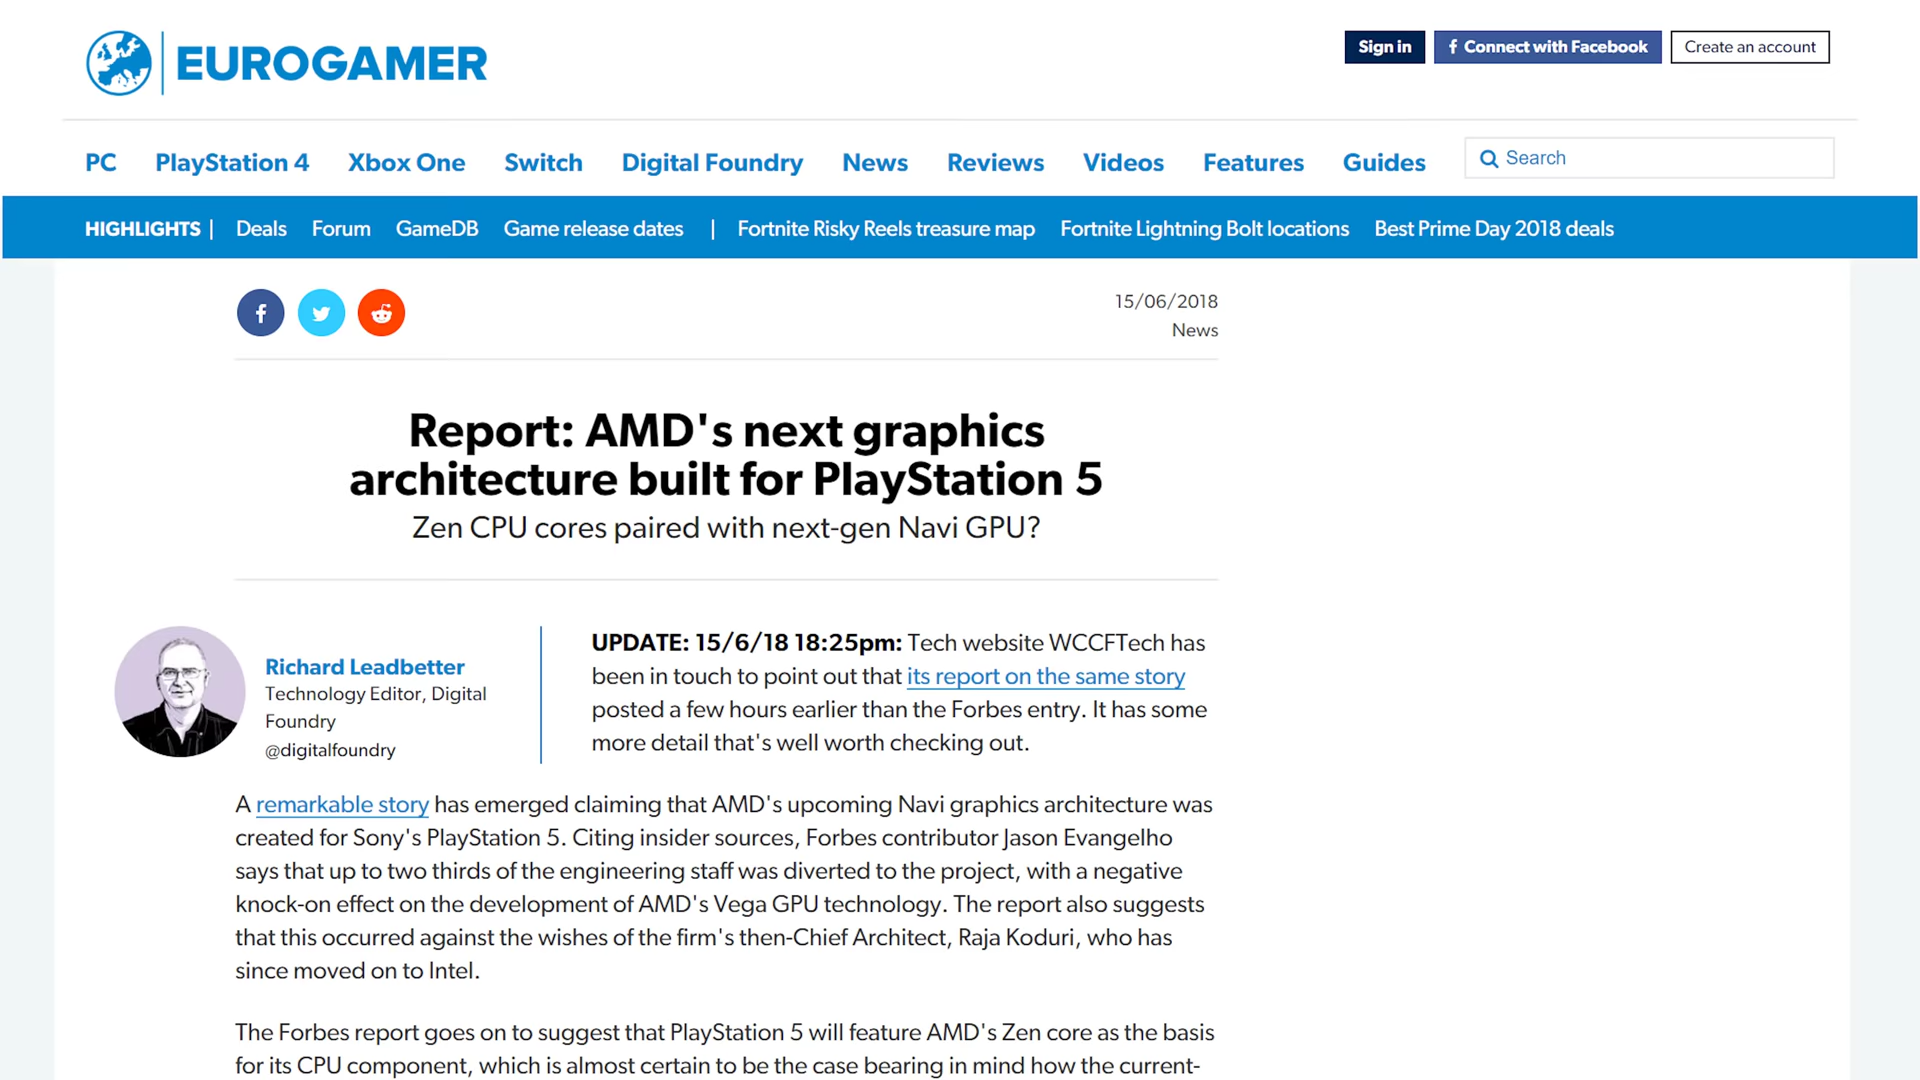 EUROGAMER
Sign in
f Connect with Facebook
Create an account
PC PlayStation 4 Xbox One Switch Digital Foundry News Reviews Videos Features Guides
Search
HIGHLIGHTS | Deals Forum GameDB Game release dates | Fortnite Risky Reels treasure map Fortnite Lightning Bolt locations Best Prime Day 2018 deals
15/06/2018
News
Report: AMD's next graphics
architecture built for PlayStation 5
Zen CPU cores paired with next-gen Navi GPU?
Richard Leadbetter
Technology Editor, Digital
Foundry
@digitalfoundry
UPDATE: 15/6/18 18:25pm: Tech website WCCFTech has
been in touch to point out that its report on the same story
posted a few hours earlier than the Forbes entry. It has some
more detail that's well worth checking out.
A remarkable story has emerged claiming that AMD's upcoming Navi graphics architecture was
created for Sony's PlayStation 5. Citing insider sources, Forbes contributor Jason Evangelho
says that up to two thirds of the engineering staff was diverted to the project, with a negative
knock-on effect on the development of AMD's Vega GPU technology. The report also suggests
that this occurred against the wishes of the firm's then-Chief Architect, Raja Koduri, who has
since moved on to Intel.
The Forbes report goes on to suggest that PlayStation 5 will feature AMD's Zen core as the basis
for its CPU component, which is almost certain to be the case bearing in mind how the current-